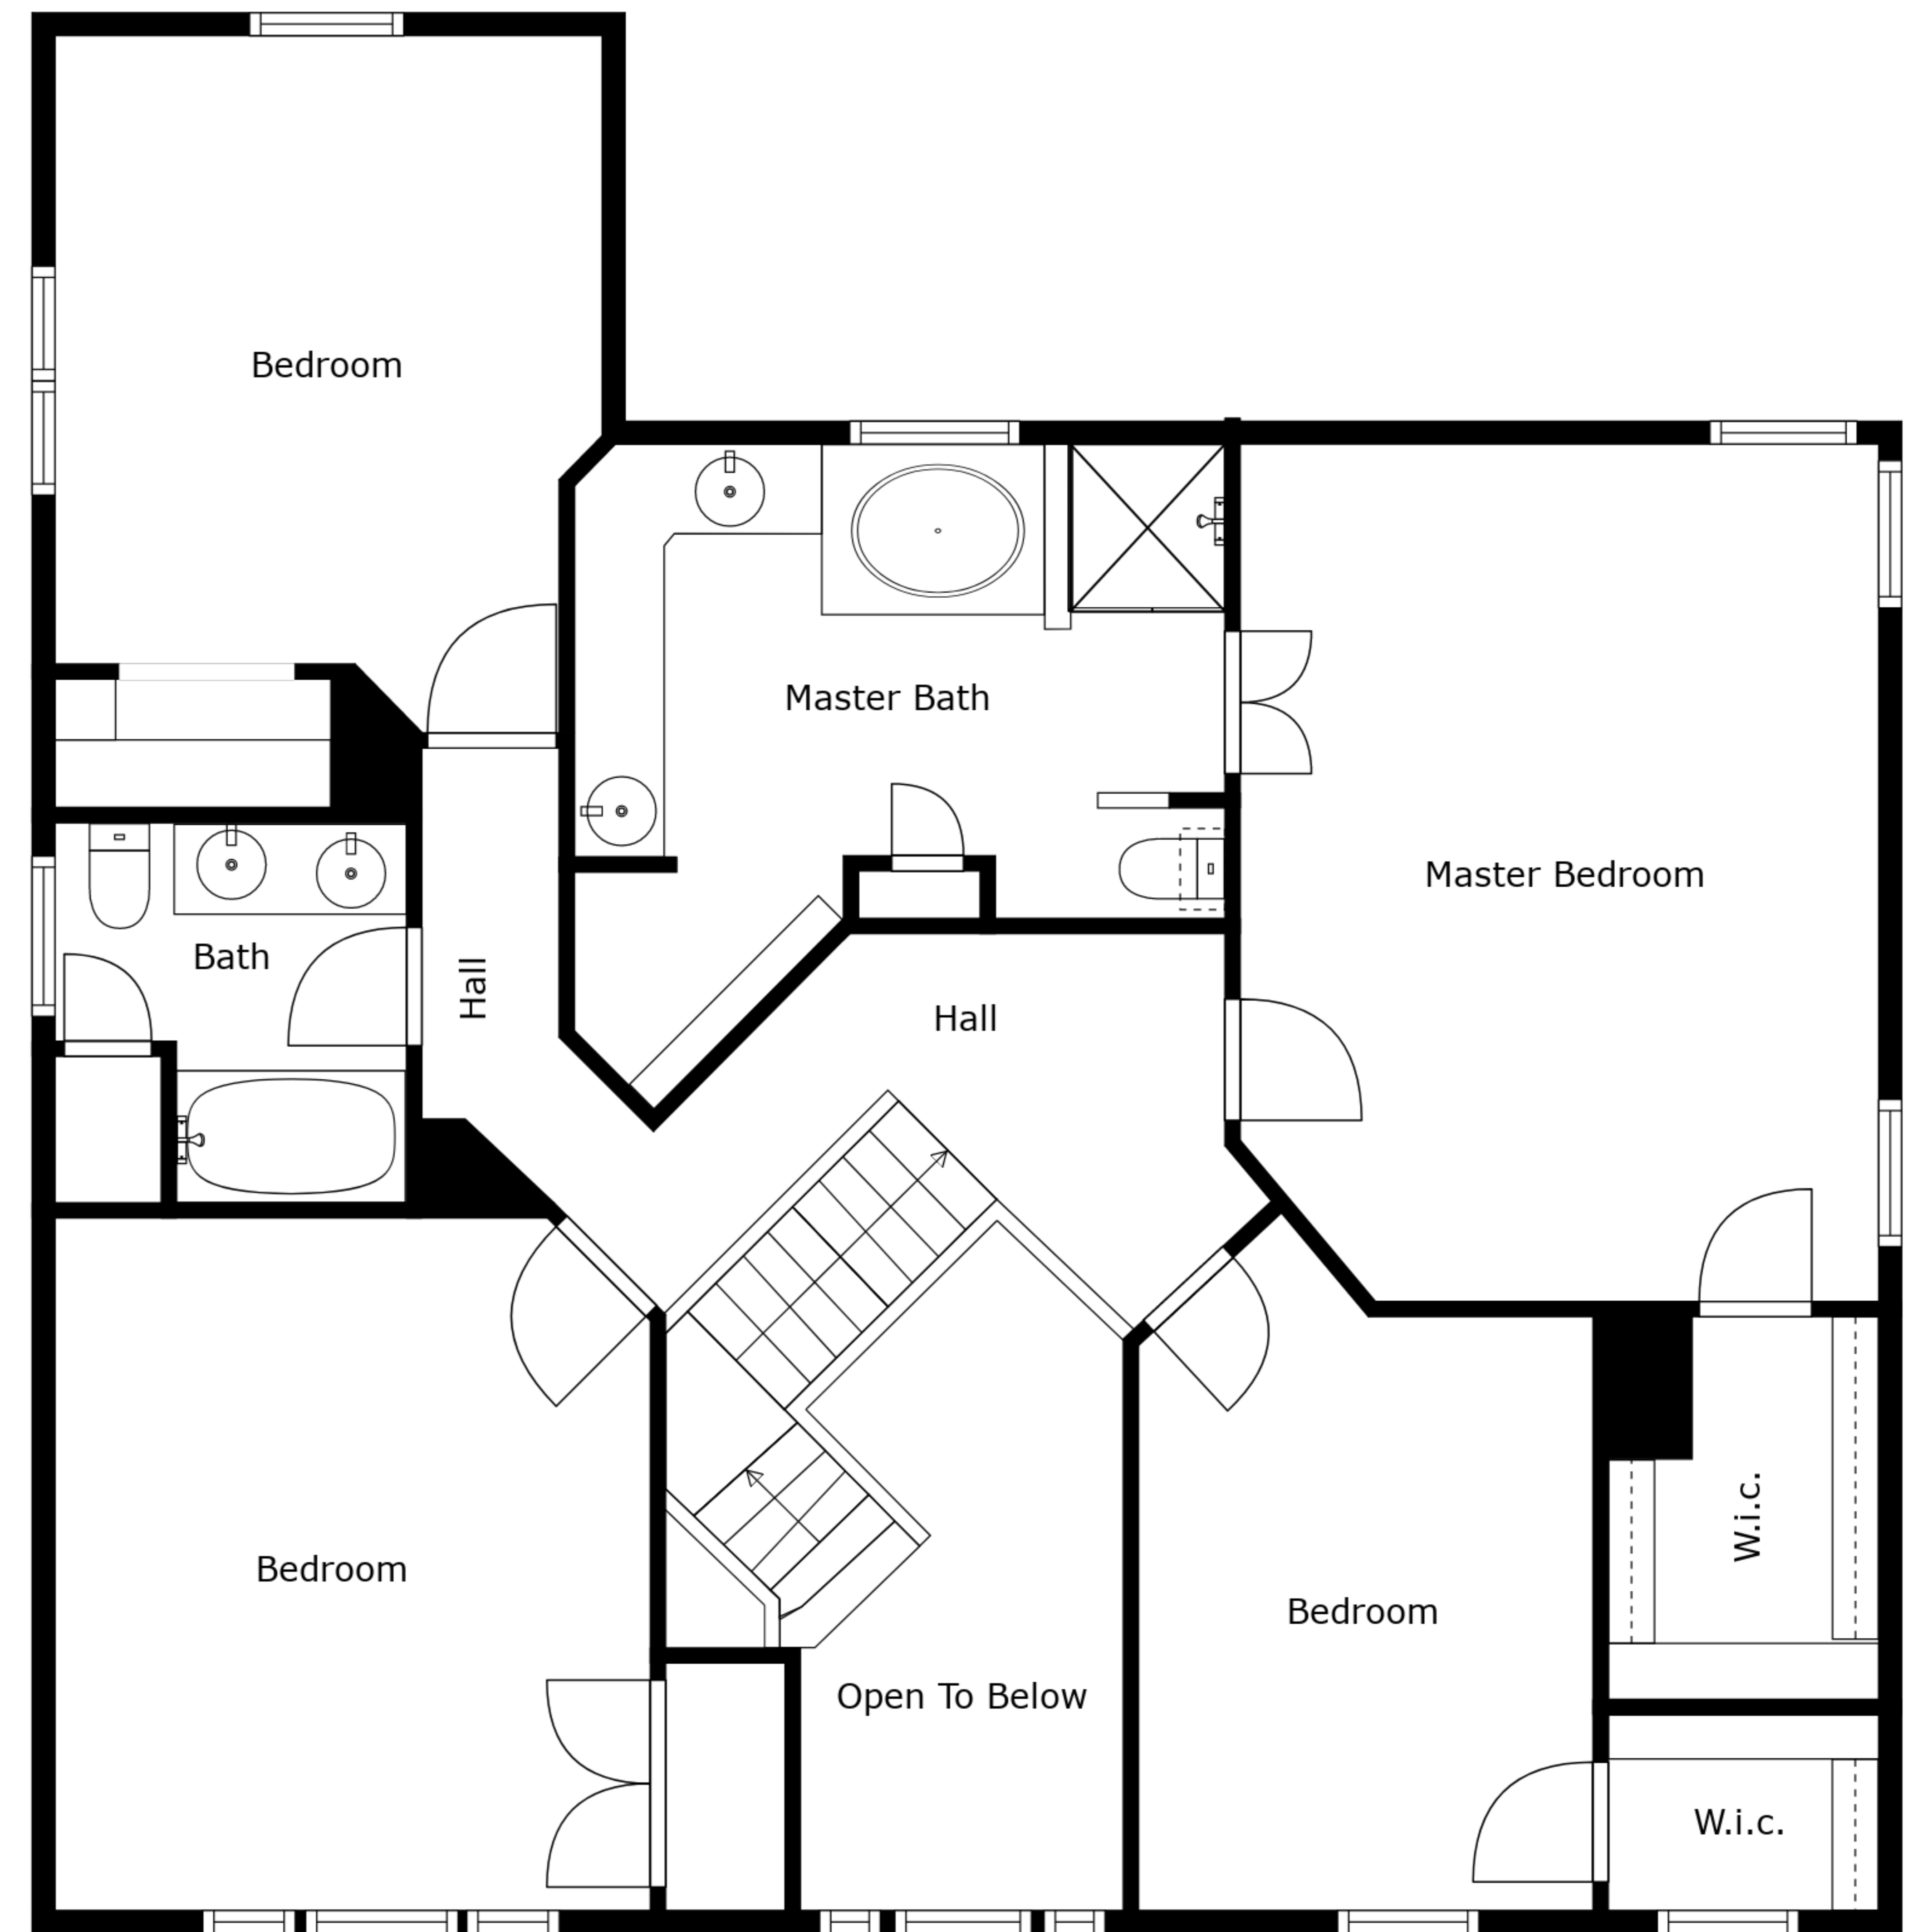 Bedroom
Master Bath
Master Bedroom
Bath
Hall
Hall
W.i.c.
Bedroom
Bedroom
Open To Below
W.i.c.